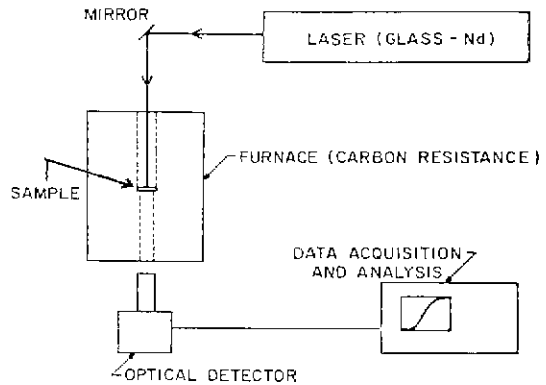 MIRROR
LASER (GLASS-Nd)
FURNACE (CARBON RESISTANCE)
SAMPLE
DATA ACQUISITION
AND ANALYSIS
OPTICAL DETECTOR